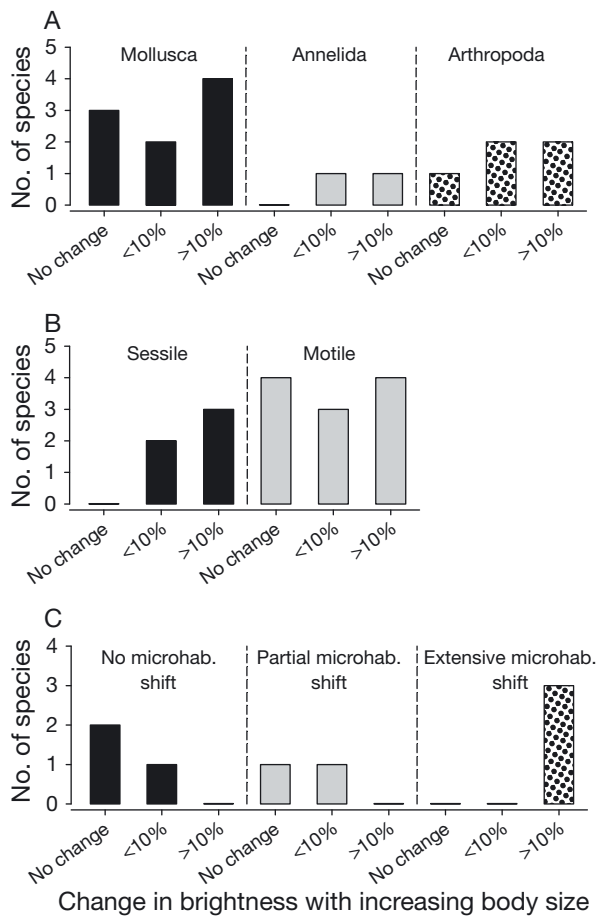 A
Mollusca Annelida Arthropoda
5
4
3
2
1
0
No. of species
No change <10% >10% No change <10% >10% No change <10% >10%
B
Sessile Motile
5
4
3
2
1
0
No. of species
No change <10% >10% No change <10% >10%
C
No microhab. shift Partial microhab. shift Extensive microhab. shift
4
3
2
1
0
No. of species
No change <10% >10% No change <10% >10% No change <10% >10%
Change in brightness with increasing body size